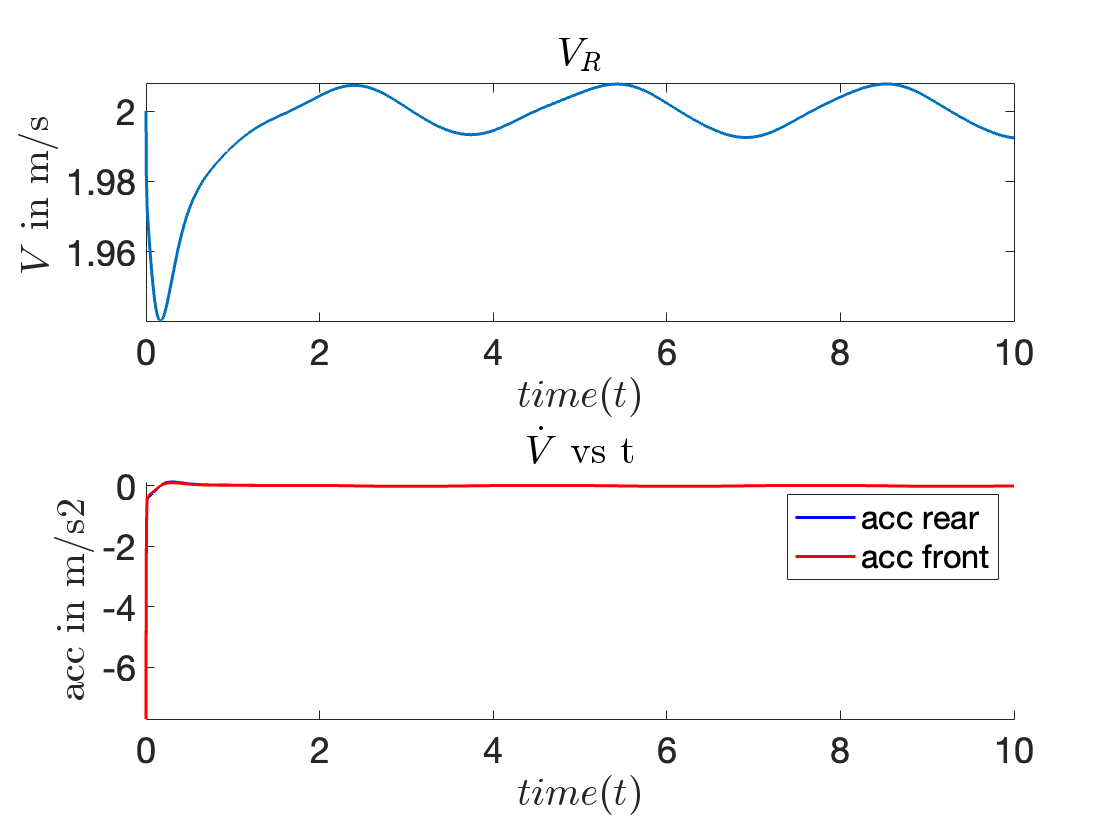 V_R
V in m/s
2
1.98
1.96
0 2 4 6 8 10
time(t)
V̇ vs t
acc in m/s2
0
-2
-4
-6
acc rear
acc front
0 2 4 6 8 10
time(t)